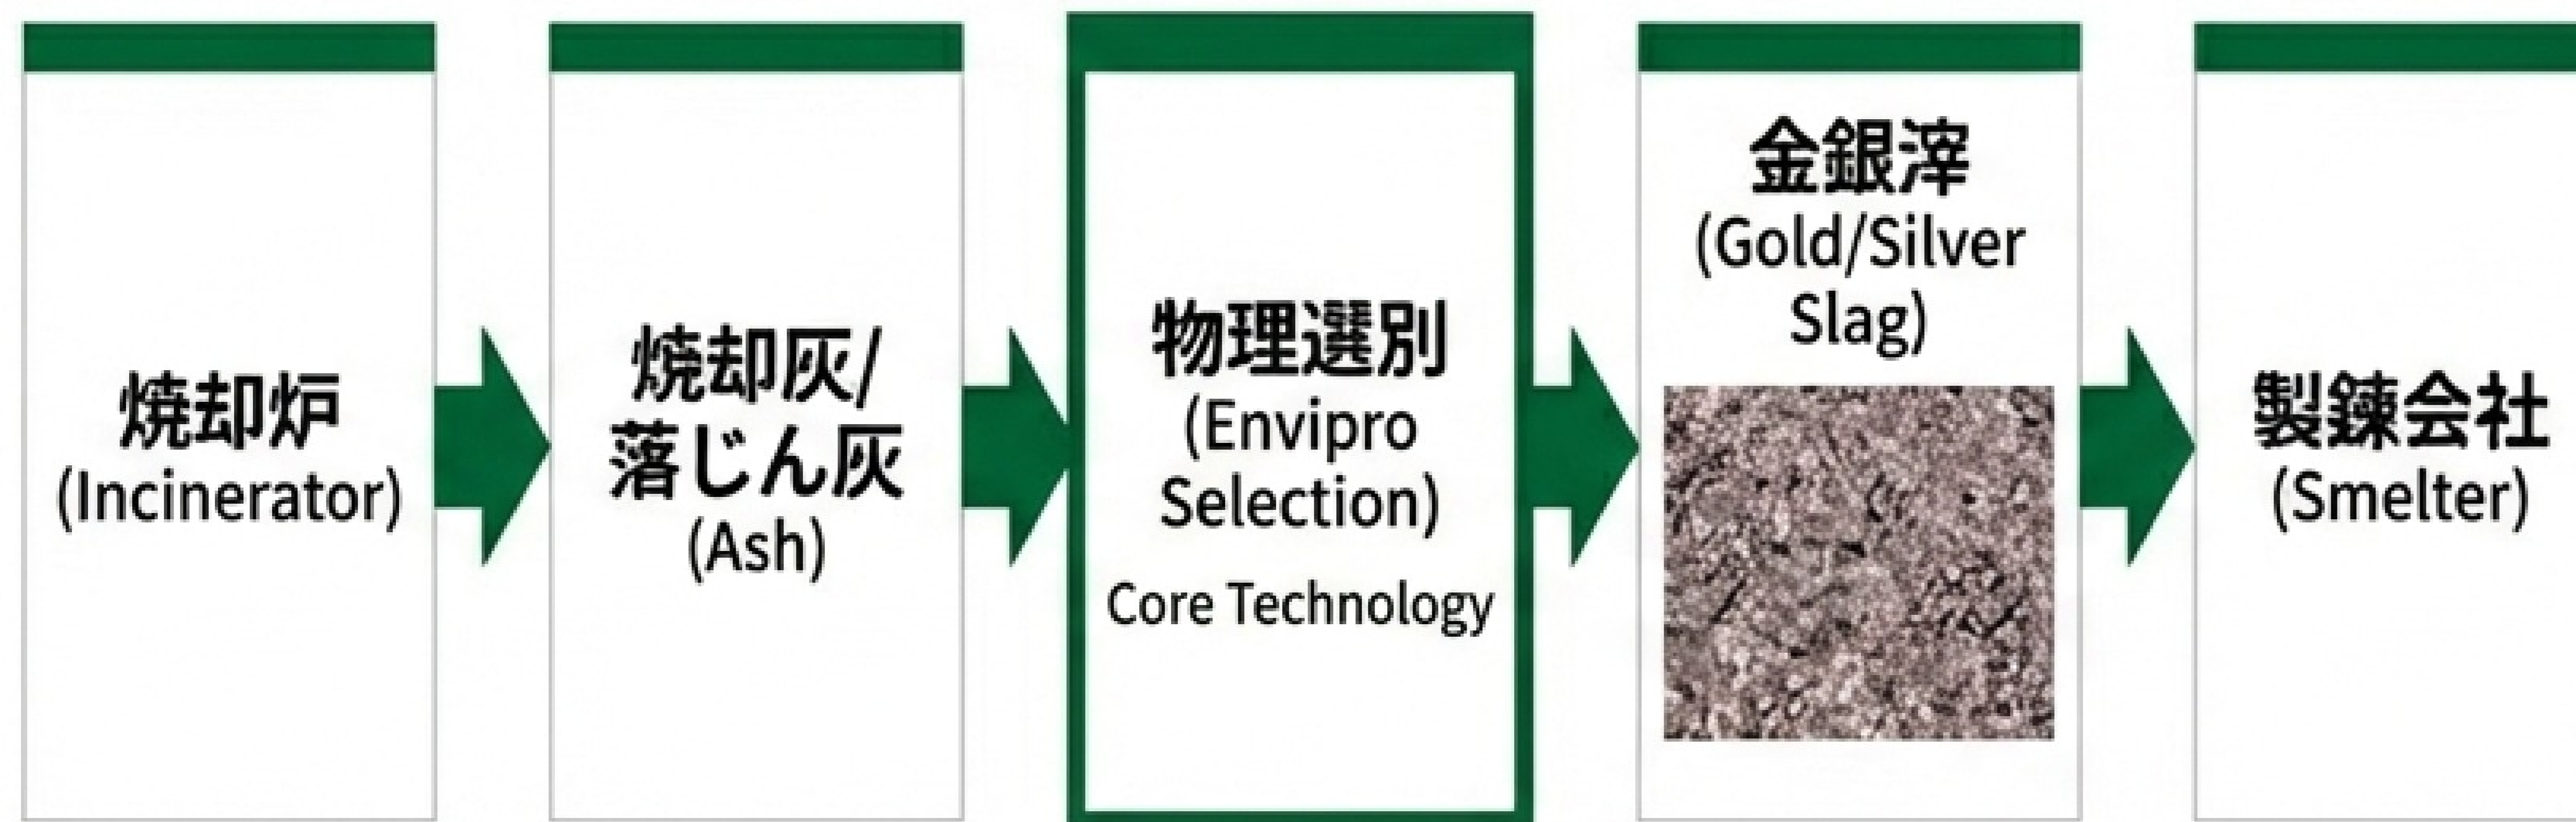 焼却炉
(Incinerator)
焼却灰/
落じん灰
(Ash)
物理選別
(Envipro
Selection)
Core Technology
金銀滓
(Gold/Silver
Slag)
製錬会社
(Smelter)